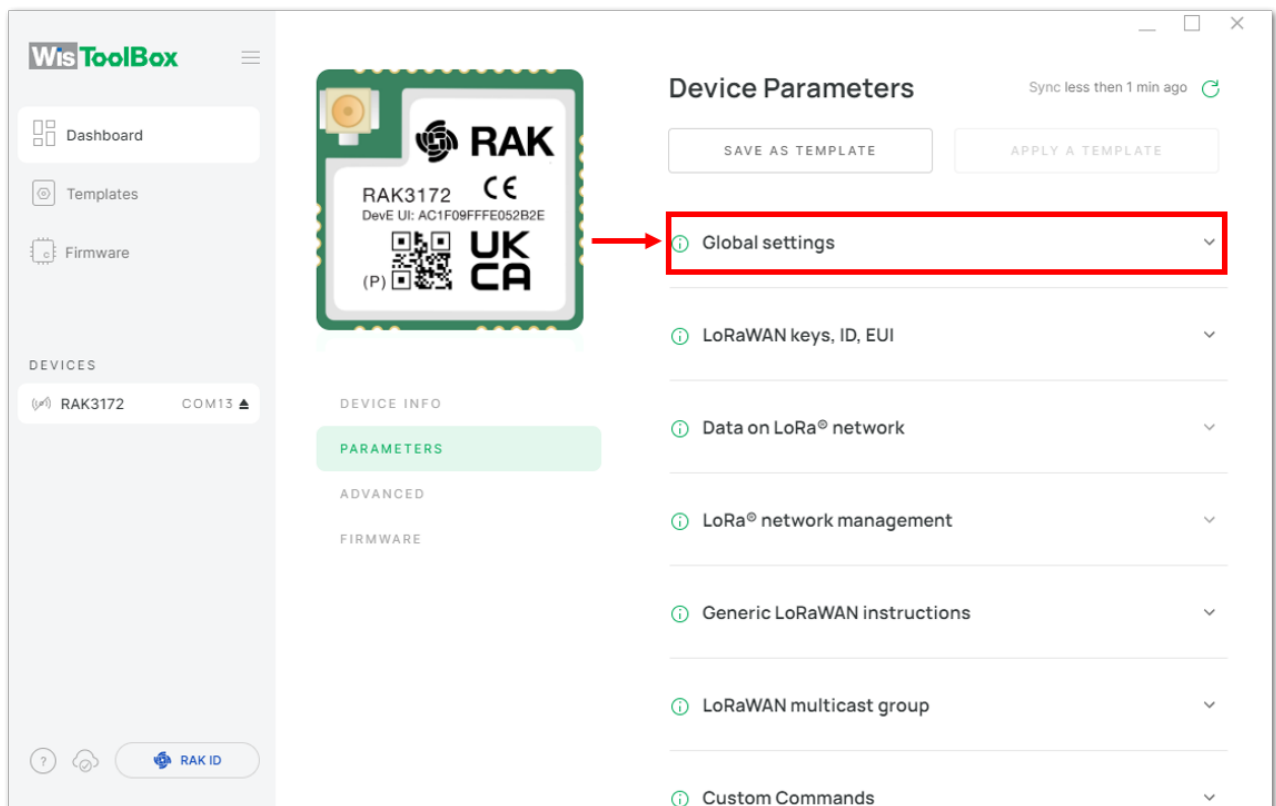 WisToolBox
Dashboard
Templates
Firmware
DEVICES
RAK3172 COM13
RAK ID
RAK
RAK3172 CE
DevE UI: AC1F09FFFE052B2E
(P)
UK
CA
DEVICE INFO
PARAMETERS
ADVANCED
FIRMWARE
Device Parameters
Sync less then 1 min ago
SAVE AS TEMPLATE
APPLY A TEMPLATE
Global settings
LoRaWAN keys, ID, EUI
Data on LoRa® network
LoRa® network management
Generic LoRaWAN instructions
LoRaWAN multicast group
Custom Commands